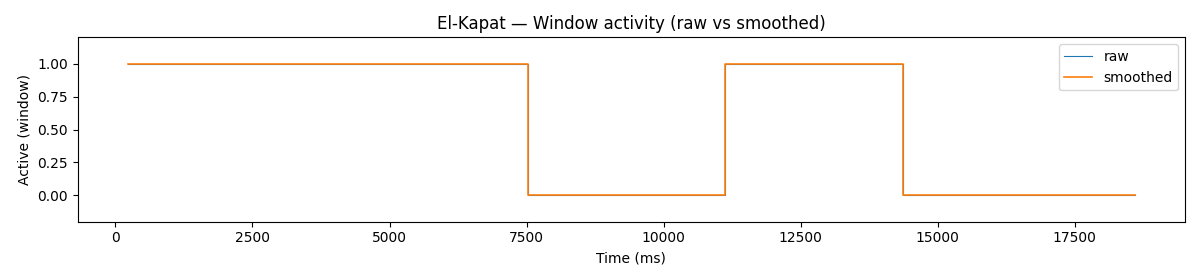 El-Kapat — Window activity (raw vs smoothed)
raw
smoothed
Active (window)
1.00
0.75
0.50
0.25
0.00
0 2500 5000 7500 10000 12500 15000 17500
Time (ms)